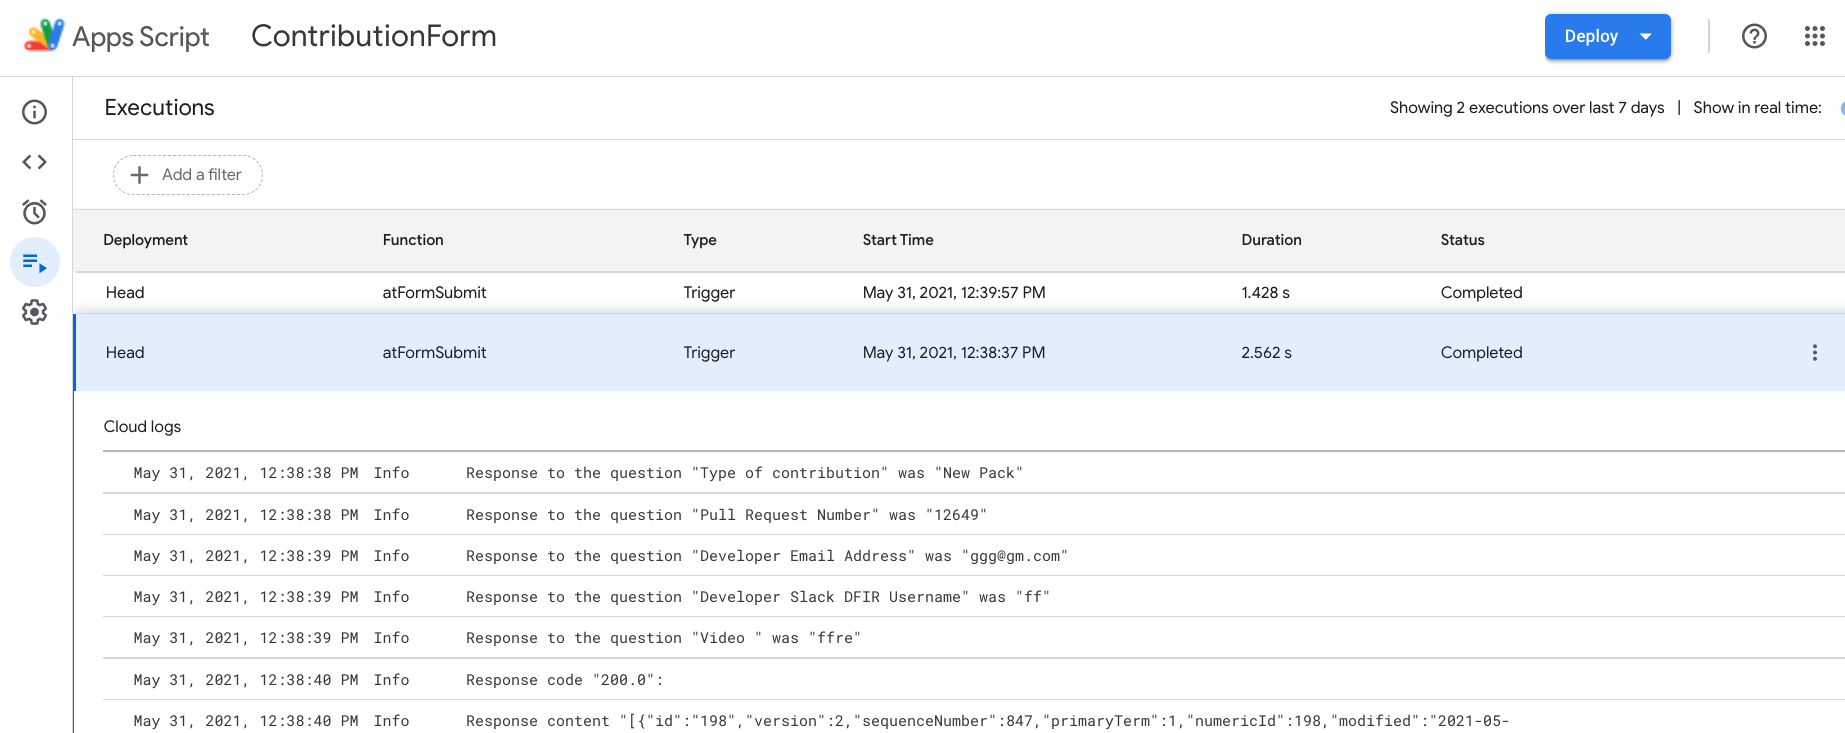 Apps Script ContributionForm Deploy
Executions Showing 2 executions over last 7 days | Show in real time:
Add a filter
Deployment Function Type Start Time Duration Status
Head atFormSubmit Trigger May 31, 2021, 12:39:57 PM 1.428 s Completed
Head atFormSubmit Trigger May 31, 2021, 12:38:37 PM 2.562 s Completed
Cloud logs
May 31, 2021, 12:38:38 PM Info Response to the question "Type of contribution" was "New Pack"
May 31, 2021, 12:38:38 PM Info Response to the question "Pull Request Number" was "12649"
May 31, 2021, 12:38:39 PM Info Response to the question "Developer Email Address" was "ggg@gm.com"
May 31, 2021, 12:38:39 PM Info Response to the question "Developer Slack DFIR Username" was "ff"
May 31, 2021, 12:38:39 PM Info Response to the question "Video " was "ffre"
May 31, 2021, 12:38:40 PM Info Response code "200.0":
May 31, 2021, 12:38:40 PM Info Response content "[{"id":"198","version":2,"sequenceNumber":847,"primaryTerm":1,"numericId":198,"modified":"2021-05-